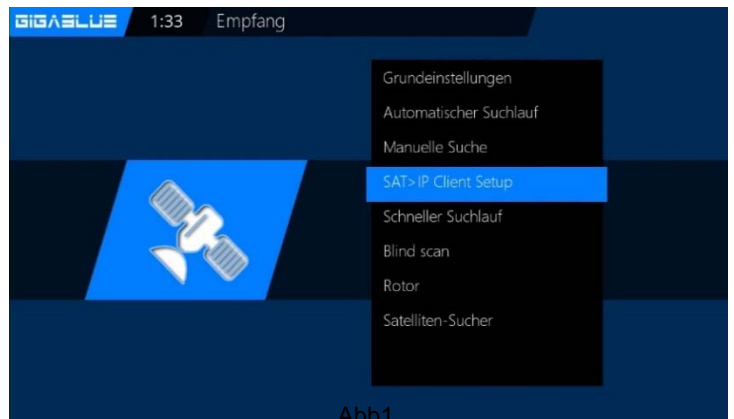 GIGABLUE 1:33 Empfang
Grundeinstellungen
Automatischer Suchlauf
Manuelle Suche
SAT>IP Client Setup
Schneller Suchlauf
Blind scan
Rotor
Satelliten-Sucher
Abb1